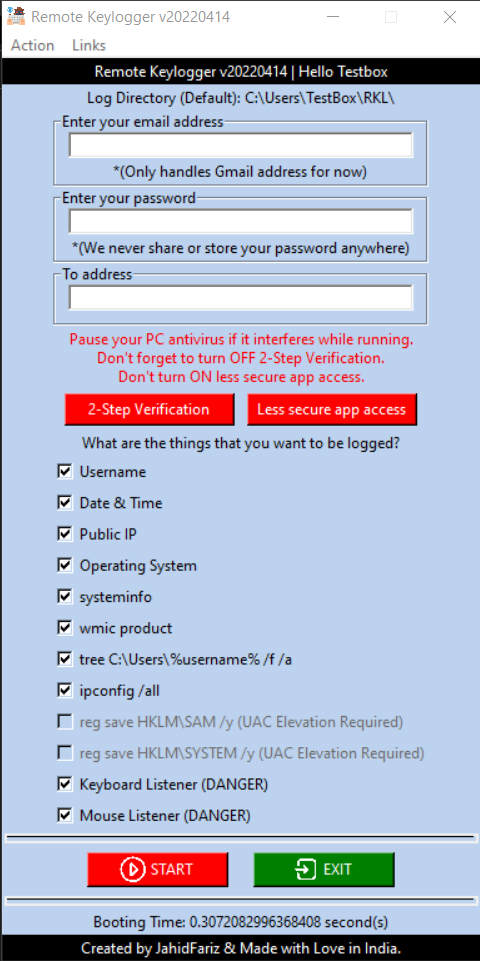 Remote Keylogger v20220414
Action Links
Remote Keylogger v20220414 | Hello Testbox
Log Directory (Default): C:\Users\TestBox\RKL\
Enter your email address
*(Only handles Gmail address for now)
Enter your password
*(We never share or store your password anywhere)
To address
Pause your PC antivirus if it interferes while running.
Don't forget to turn OFF 2-Step Verification.
Don't turn ON less secure app access.
2-Step Verification Less secure app access
What are the things that you want to be logged?
Username
Date & Time
Public IP
Operating System
systeminfo
wmic product
tree C:\Users\%username% /f /a
ipconfig /all
reg save HKLM\SAM /y (UAC Elevation Required)
reg save HKLM\SYSTEM /y (UAC Elevation Required)
Keyboard Listener (DANGER)
Mouse Listener (DANGER)
START EXIT
Booting Time: 0.3072082996368408 second(s)
Created by JahidFariz & Made with Love in India.